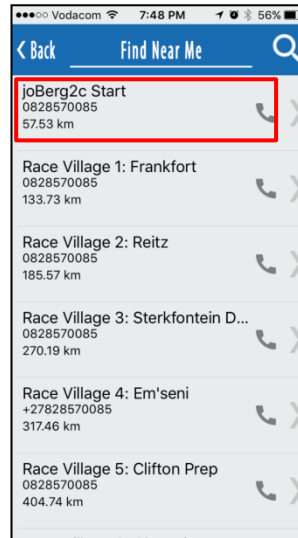 Vodacom 7:48 PM 56%
Back Find Near Me
joBerg2c Start
0828570085
57.53 km
Race Village 1: Frankfort
0828570085
133.73 km
Race Village 2: Reitz
0828570085
185.57 km
Race Village 3: Sterkfontein D...
0828570085
270.19 km
Race Village 4: Em'seni
+27828570085
317.46 km
Race Village 5: Clifton Prep
0828570085
404.74 km